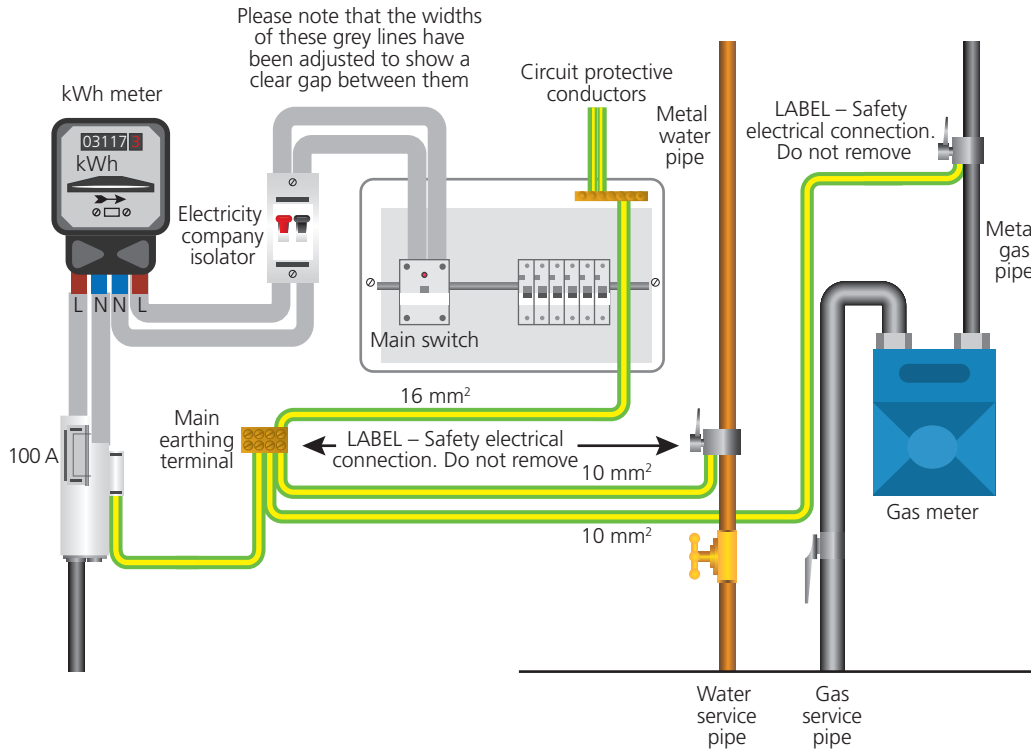 Please note that the widths
of these grey lines have
been adjusted to show a
clear gap between them
kWh meter
03117 3
kWh
Electricity
company
isolator
L N N L
Circuit protective
conductors
Metal
water
pipe
LABEL – Safety
electrical connection.
Do not remove
Metal
gas
pipe
Main switch
16 mm²
Main
earthing
terminal
LABEL – Safety electrical
connection. Do not remove
100 A
10 mm²
10 mm²
Gas meter
Water
service
pipe
Gas
service
pipe